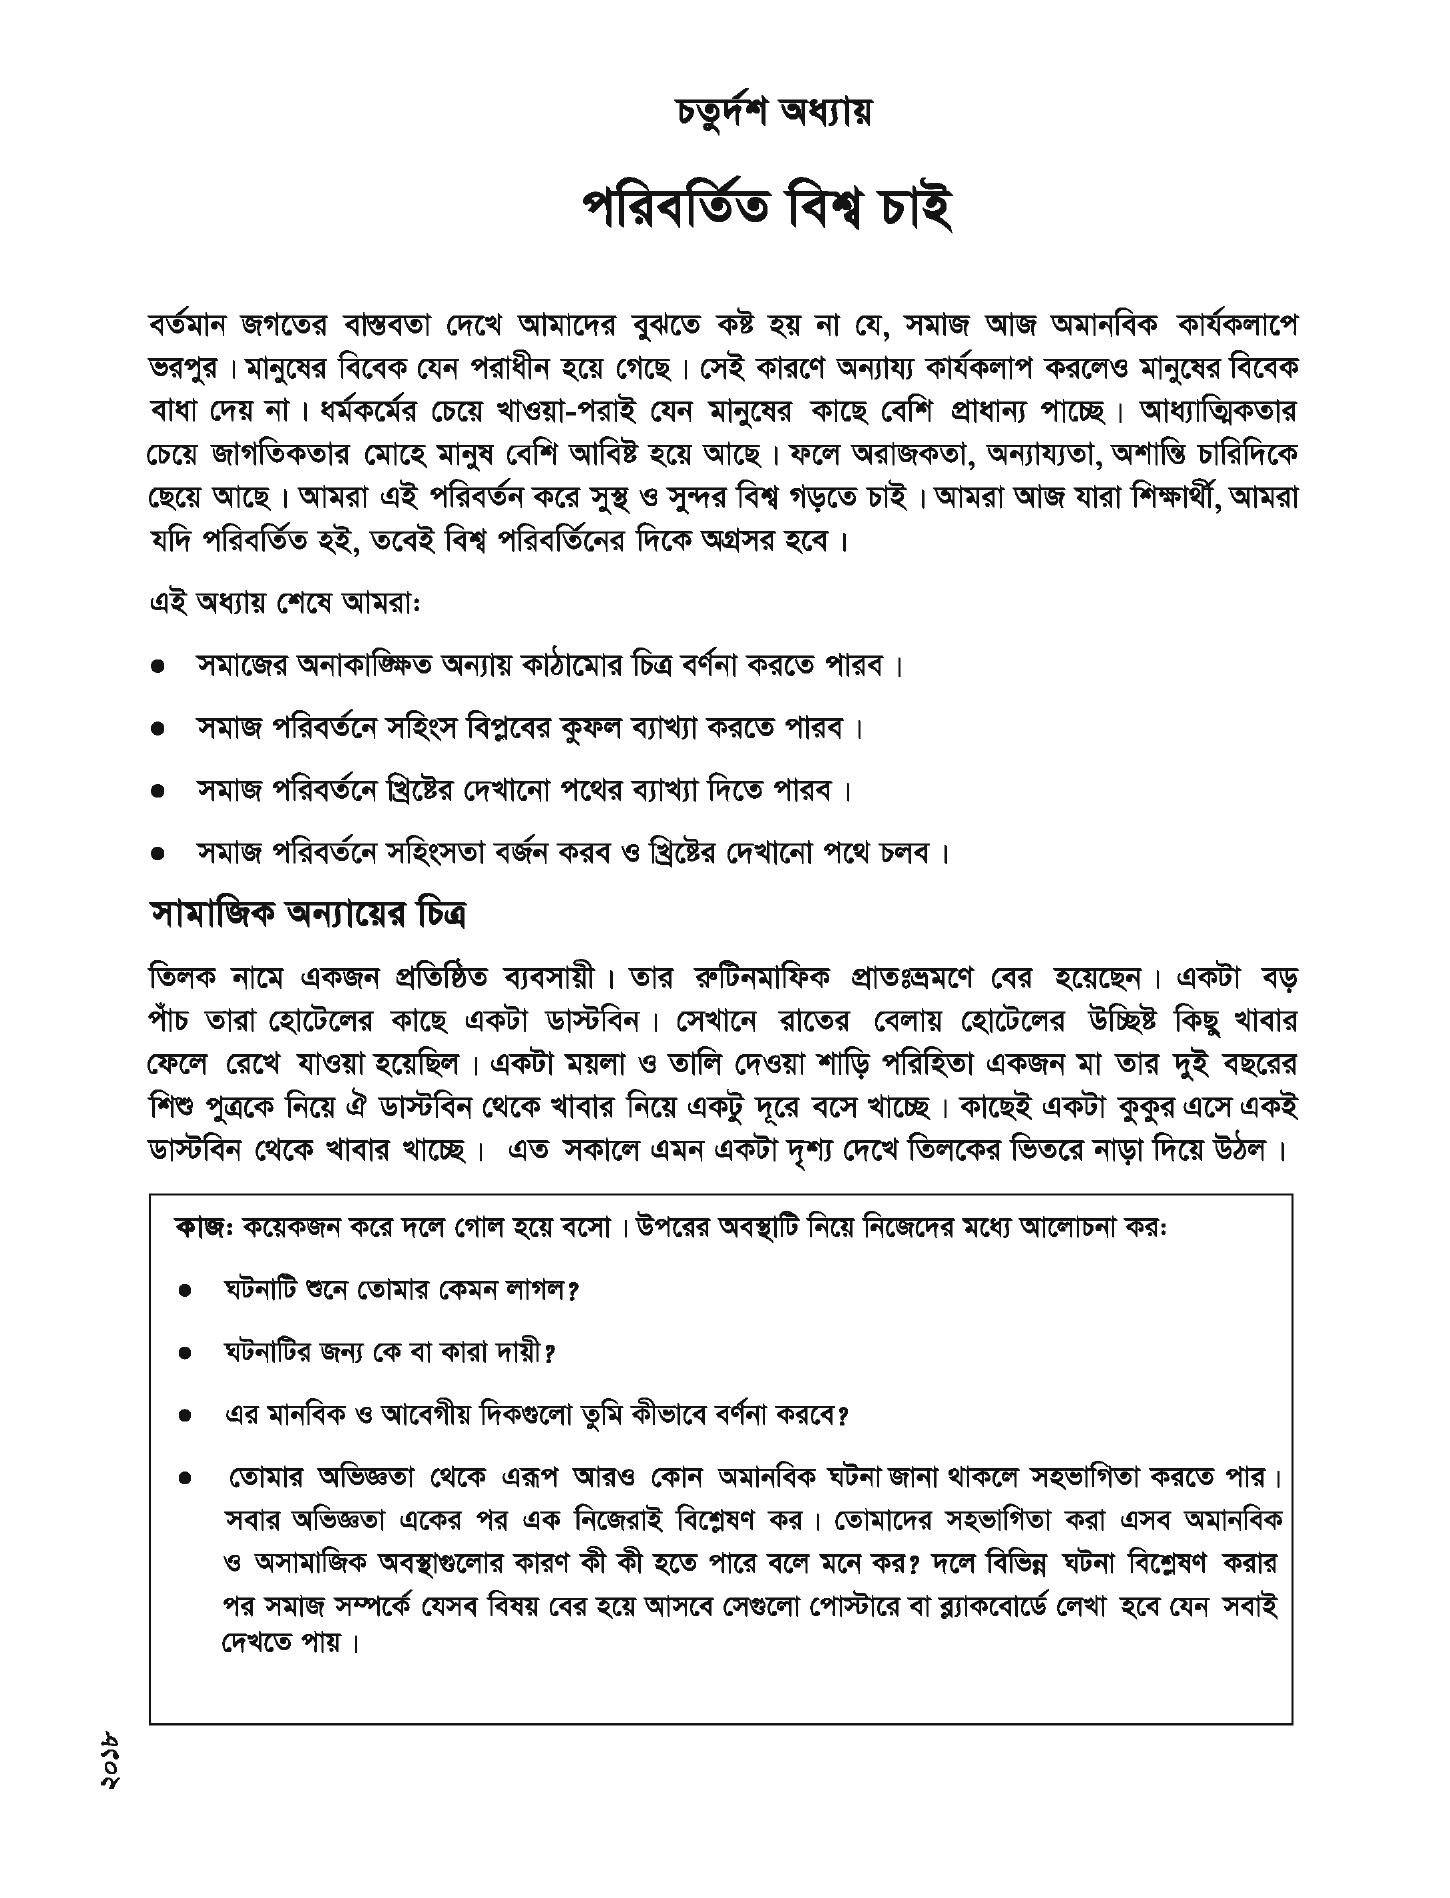 চতুর্দশ অধ্যায়
পরিবর্তিত বিশ্ব চাই
বর্তমান জগতের বাস্তবতা দেখে আমাদের বুঝতে কষ্ট হয় না যে, সমাজ আজ অমানবিক কার্যকলাপে
ভরপুর। মানুষের বিবেক যেন পরাধীন হয়ে গেছে। সেই কারণে অন্যায্য কার্যকলাপ করলেও মানুষের বিবেক
বাধা দেয় না। ধর্মকর্মের চেয়ে খাওয়া-পরাই যেন মানুষের কাছে বেশি প্রাধান্য পাচ্ছে। আধ্যাত্মিকতার
চেয়ে জাগতিকতার মোহে মানুষ বেশি আবিষ্ট হয়ে আছে। ফলে অরাজকতা, অন্যায্যতা, অশান্তি চারিদিকে
ছেয়ে আছে। আমরা এই পরিবর্তন করে সুস্থ ও সুন্দর বিশ্ব গড়তে চাই। আমরা আজ যারা শিক্ষার্থী, আমরা
যদি পরিবর্তিত হই, তবেই বিশ্ব পরিবর্তিনের দিকে অগ্রসর হবে।
এই অধ্যায় শেষে আমরা:
● সমাজের অনাকাঙ্ক্ষিত অন্যায় কাঠামোর চিত্র বর্ণনা করতে পারব।
● সমাজ পরিবর্তনে সহিংস বিপ্লবের কুফল ব্যাখ্যা করতে পারব।
● সমাজ পরিবর্তনে খ্রিষ্টের দেখানো পথের ব্যাখ্যা দিতে পারব।
● সমাজ পরিবর্তনে সহিংসতা বর্জন করব ও খ্রিষ্টের দেখানো পথে চলব।
সামাজিক অন্যায়ের চিত্র
তিলক নামে একজন প্রতিষ্ঠিত ব্যবসায়ী। তার রুটিনমাফিক প্রাতঃভ্রমণে বের হয়েছেন। একটা বড়
পাঁচ তারা হোটেলের কাছে একটা ডাস্টবিন। সেখানে রাতের বেলায় হোটেলের উচ্ছিষ্ট কিছু খাবার
ফেলে রেখে যাওয়া হয়েছিল। একটা ময়লা ও তালি দেওয়া শাড়ি পরিহিতা একজন মা তার দুই বছরের
শিশু পুত্রকে নিয়ে ঐ ডাস্টবিন থেকে খাবার নিয়ে একটু দূরে বসে খাচ্ছে। কাছেই একটা কুকুর এসে একই
ডাস্টবিন থেকে খাবার খাচ্ছে। এত সকালে এমন একটা দৃশ্য দেখে তিলকের ভিতরে নাড়া দিয়ে উঠল।
কাজ: কয়েকজন করে দলে গোল হয়ে বসো। উপরের অবস্থাটি নিয়ে নিজেদের মধ্যে আলোচনা কর:
● ঘটনাটি শুনে তোমার কেমন লাগল?
● ঘটনাটির জন্য কে বা কারা দায়ী?
● এর মানবিক ও আবেগীয় দিকগুলো তুমি কীভাবে বর্ণনা করবে?
● তোমার অভিজ্ঞতা থেকে এরূপ আরও কোন অমানবিক ঘটনা জানা থাকলে সহভাগিতা করতে পার।
সবার অভিজ্ঞতা একের পর এক নিজেরাই বিশ্লেষণ কর। তোমাদের সহভাগিতা করা এসব অমানবিক
ও অসামাজিক অবস্থাগুলোর কারণ কী কী হতে পারে বলে মনে কর? দলে বিভিন্ন ঘটনা বিশ্লেষণ করার
পর সমাজ সম্পর্কে যেসব বিষয় বের হয়ে আসবে সেগুলো পোস্টারে বা ব্ল্যাকবোর্ডে লেখা হবে যেন সবাই
দেখতে পায়।
২০১৮